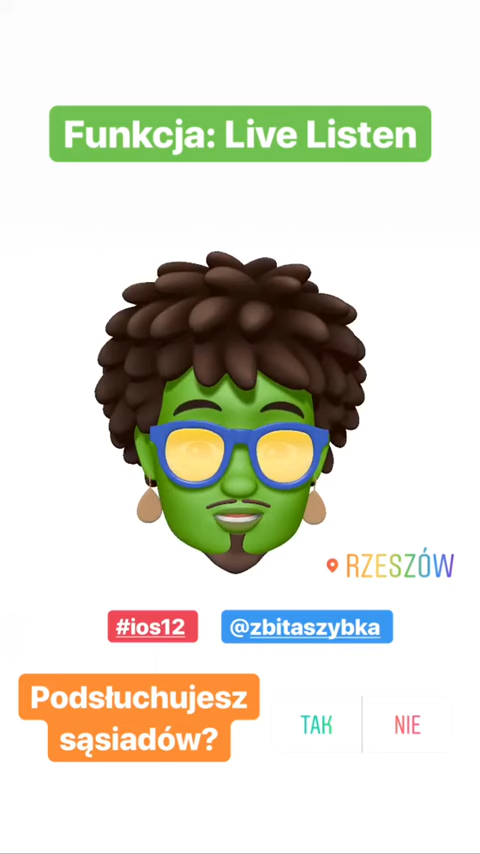 Funkcja: Live Listen
RZESZÓW
#ios12 @zbitaszybka
Podsłuchujesz
sąsiadów?
TAK NIE